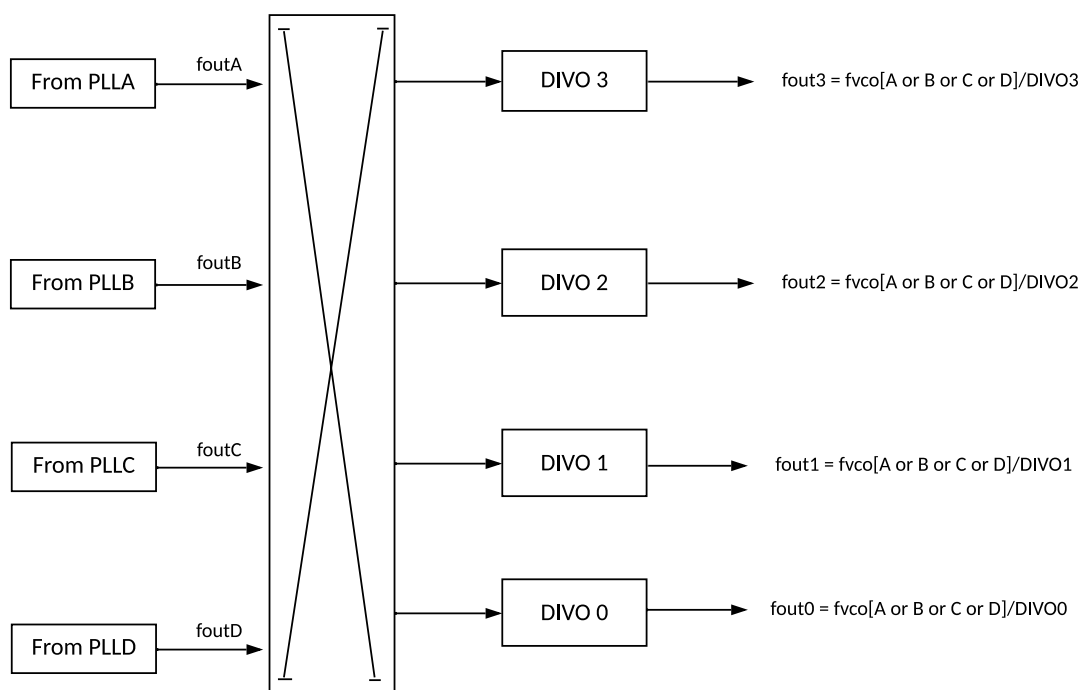 foutA
From PLLA
DIVO 3
fout3 = fvco[A or B or C or D]/DIVO3
foutB
From PLLB
DIVO 2
fout2 = fvco[A or B or C or D]/DIVO2
foutC
From PLLC
DIVO 1
fout1 = fvco[A or B or C or D]/DIVO1
foutD
From PLLD
DIVO 0
fout0 = fvco[A or B or C or D]/DIVO0